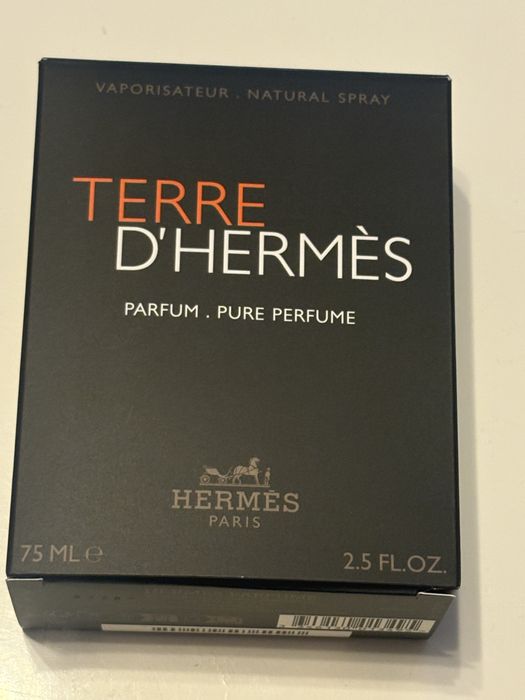 VAPORISATEUR . NATURAL SPRAY
TERRE
D'HERMÈS
PARFUM . PURE PERFUME
HERMÈS
PARIS
75 ML ℮
2.5 FL.OZ.